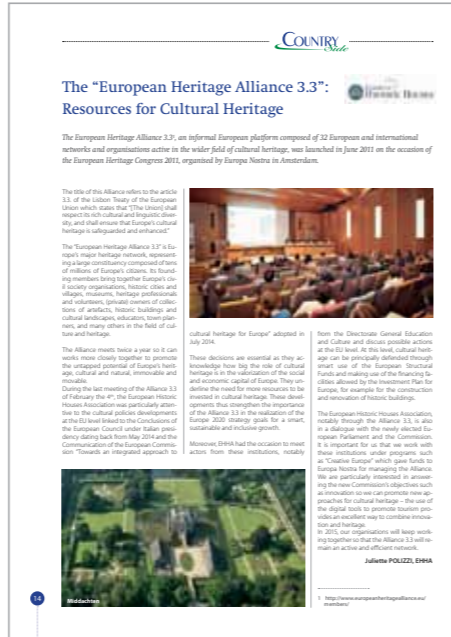 COUNTRY
Side
The “European Heritage Alliance 3.3”:
Resources for Cultural Heritage
Historic Houses
The European Heritage Alliance 3.3¹, an informal European platform composed of 32 European and international
networks and organisations active in the wider field of cultural heritage, was launched in June 2011 on the occasion of
the European Heritage Congress 2011, organised by Europa Nostra in Amsterdam.
The title of this Alliance refers to the article
3.3. of the Lisbon Treaty of the European
Union which states that “[The Union] shall
respect its rich cultural and linguistic diver-
sity, and shall ensure that Europe's cultural
heritage is safeguarded and enhanced.”
The “European Heritage Alliance 3.3” is Eu-
rope's major heritage network, represent-
ing a large constituency composed of tens
of millions of Europe's citizens. Its found-
ing members bring together Europe's civ-
il society organisations, historic cities and
villages, museums, heritage professionals
and volunteers, (private) owners of collec-
tions of artefacts, historic buildings and
cultural landscapes, educators, town plan-
ners, and many others in the field of cul-
ture and heritage.
The Alliance meets twice a year so it can
works more closely together to promote
the untapped potential of Europe's herit-
age, cultural and natural, immovable and
movable.
During the last meeting of the Alliance 3.3
of February the 4th, the European Historic
Houses Association was particularly atten-
tive to the cultural policies developments
at the EU level linked to the Conclusions of
the European Council under Italian presi-
dency dating back from May 2014 and the
Communication of the European Commis-
sion “Towards an integrated approach to
cultural heritage for Europe” adopted in
July 2014.
These decisions are essential as they ac-
knowledge how big the role of cultural
heritage is in the valorization of the social
and economic capital of Europe. They un-
derline the need for more resources to be
invested in cultural heritage. These devel-
opments thus strengthen the importance
of the Alliance 3.3 in the realization of the
Europe 2020 strategy goals for a smart,
sustainable and inclusive growth.
Moreover, EHHA had the occasion to meet
actors from these institutions, notably
from the Directorate General Education
and Culture and discuss possible actions
at the EU level. At this level, cultural herit-
age can be principally defended through
smart use of the European Structural
Funds and making use of the financing fa-
cilities allowed by the Investment Plan for
Europe, for example for the construction
and renovation of historic buildings.
The European Historic Houses Association,
notably through the Alliance 3.3, is also
in a dialogue with the newly elected Eu-
ropean Parliament and the Commission.
It is important for us that we work with
these institutions under programs such
as “Creative Europe” which gave funds to
Europa Nostra for managing the Alliance.
We are particularly interested in answer-
ing the new Commission's objectives such
as innovation so we can promote new ap-
proaches for cultural heritage – the use of
the digital tools to promote tourism pro-
vides an excellent way to combine innova-
tion and heritage.
In 2015, our organisations will keep work-
ing together so that the Alliance 3.3 will re-
main an active and efficient network.
Juliette POLIZZI, EHHA
Middachten
14
1 http://www.europeanheritagealliance.eu/
members/